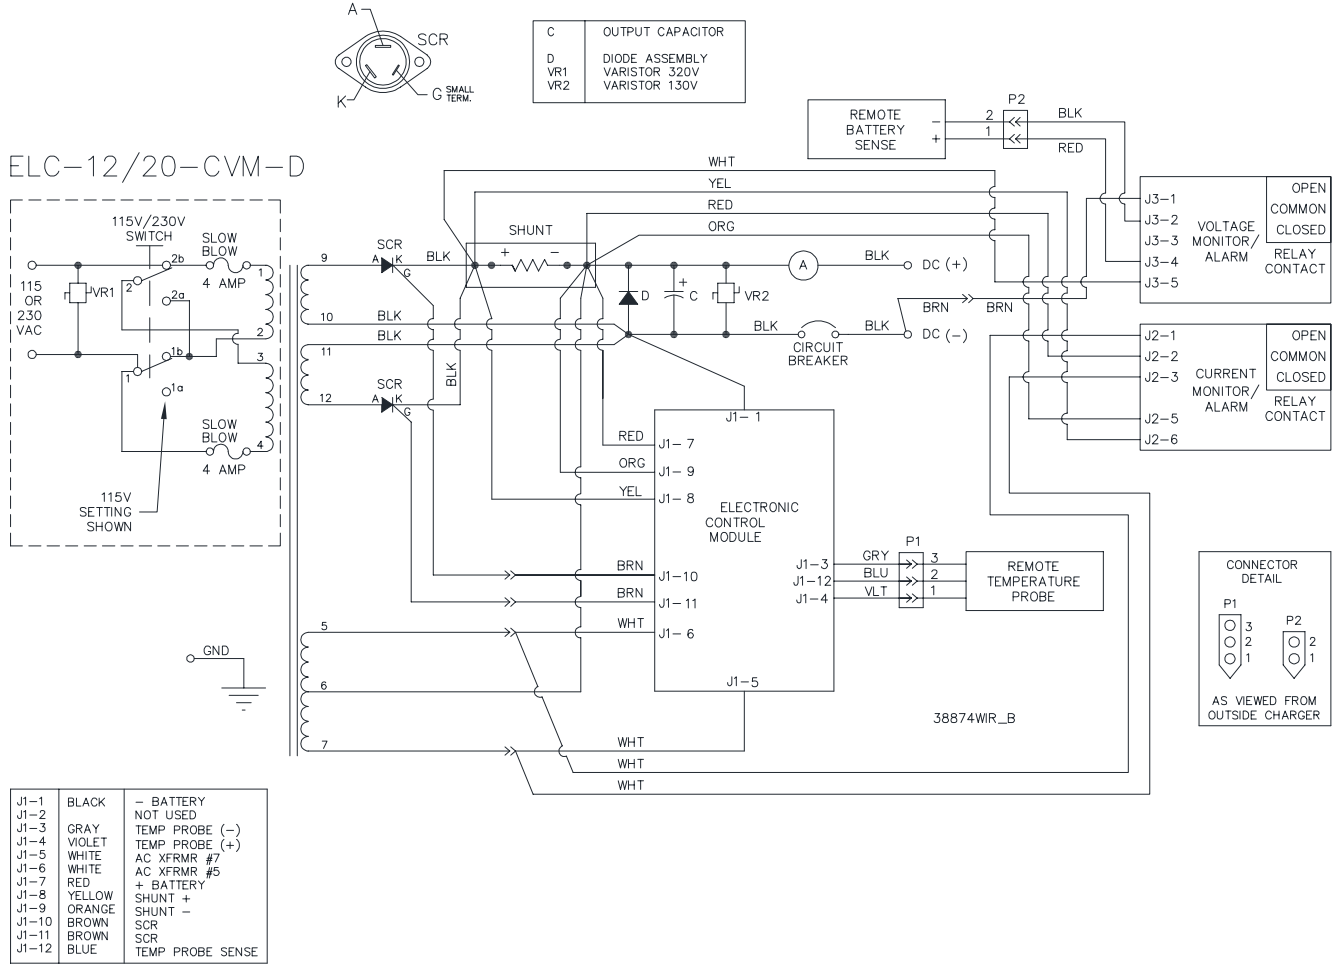 A
SCR
K
G SMALL TERM.
C OUTPUT CAPACITOR
D DIODE ASSEMBLY
VR1 VARISTOR 320V
VR2 VARISTOR 130V
REMOTE
BATTERY
SENSE
−
+
2
1
P2
BLK
RED
ELC−12/20−CVM−D
115V/230V
SWITCH
SLOW
BLOW
4 AMP
2b
2
2a
1b
1
1a
VR1
115
OR
230
VAC
1
2
3
4
SLOW
BLOW
4 AMP
115V
SETTING
SHOWN
WHT
YEL
RED
ORG
SHUNT
+
−
9
SCR
A
K
G
BLK
10
BLK
BLK
11
12
SCR
A
K
G
BLK
D
+
C
VR2
A
BLK
DC (+)
BRN
BRN
BLK
CIRCUIT
BREAKER
BLK
DC (−)
J3−1
J3−2
J3−3
J3−4
J3−5
VOLTAGE
MONITOR/
ALARM
OPEN
COMMON
CLOSED
RELAY
CONTACT
J2−1
J2−2
J2−3
J2−5
J2−6
CURRENT
MONITOR/
ALARM
OPEN
COMMON
CLOSED
RELAY
CONTACT
J1− 1
RED
J1− 7
ORG
J1− 9
YEL
J1− 8
ELECTRONIC
CONTROL
MODULE
BRN
J1−10
BRN
J1−11
WHT
J1− 6
J1−5
J1−3
J1−12
J1−4
GRY
BLU
VLT
P1
3
2
1
REMOTE
TEMPERATURE
PROBE
5
6
7
WHT
WHT
WHT
GND
38874WIR_B
CONNECTOR
DETAIL
P1
3
2
1
P2
2
1
AS VIEWED FROM
OUTSIDE CHARGER
J1−1 BLACK − BATTERY
J1−2 NOT USED
J1−3 GRAY TEMP PROBE (−)
J1−4 VIOLET TEMP PROBE (+)
J1−5 WHITE AC XFRMR #7
J1−6 WHITE AC XFRMR #5
J1−7 RED + BATTERY
J1−8 YELLOW SHUNT +
J1−9 ORANGE SHUNT −
J1−10 BROWN SCR
J1−11 BROWN SCR
J1−12 BLUE TEMP PROBE SENSE